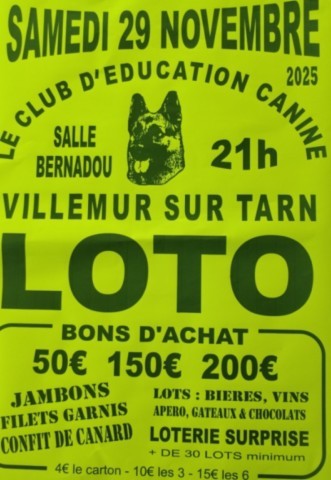 SAMEDI 29 NOVEMBRE
2025
LE CLUB D'EDUCATION CANINE
SALLE
BERNADOU
21h
VILLEMUR SUR TARN
LOTO
BONS D'ACHAT
50€ 150€ 200€
JAMBONS
FILETS GARNIS
CONFIT DE CANARD
LOTS : BIERES, VINS
APERO, GATEAUX & CHOCOLATS
LOTERIE SURPRISE
+ DE 30 LOTS minimum
4€ le carton - 10€ les 3 - 15€ les 6